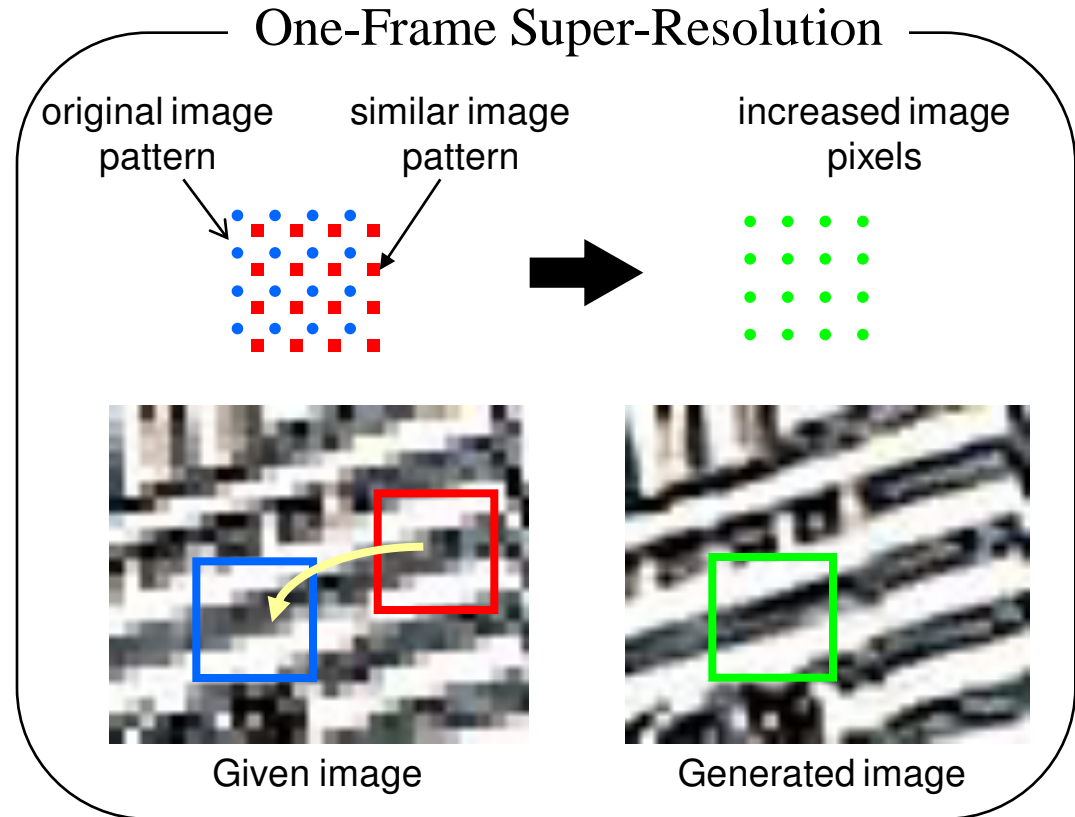 One-Frame Super-Resolution
original image
pattern
similar image
pattern
increased image
pixels
Given image
Generated image